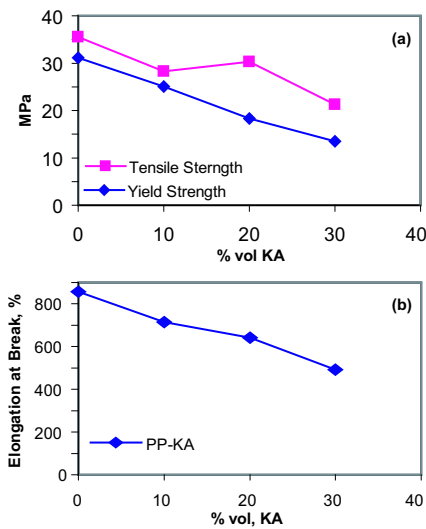 40
(a)
30
MPa
20
10
Tensile Sterngth
Yield Strength
0
0 10 20 30 40
% vol KA
800
(b)
Elongation at Break, %
600
400
200
PP-KA
0
0 10 20 30 40
% vol, KA